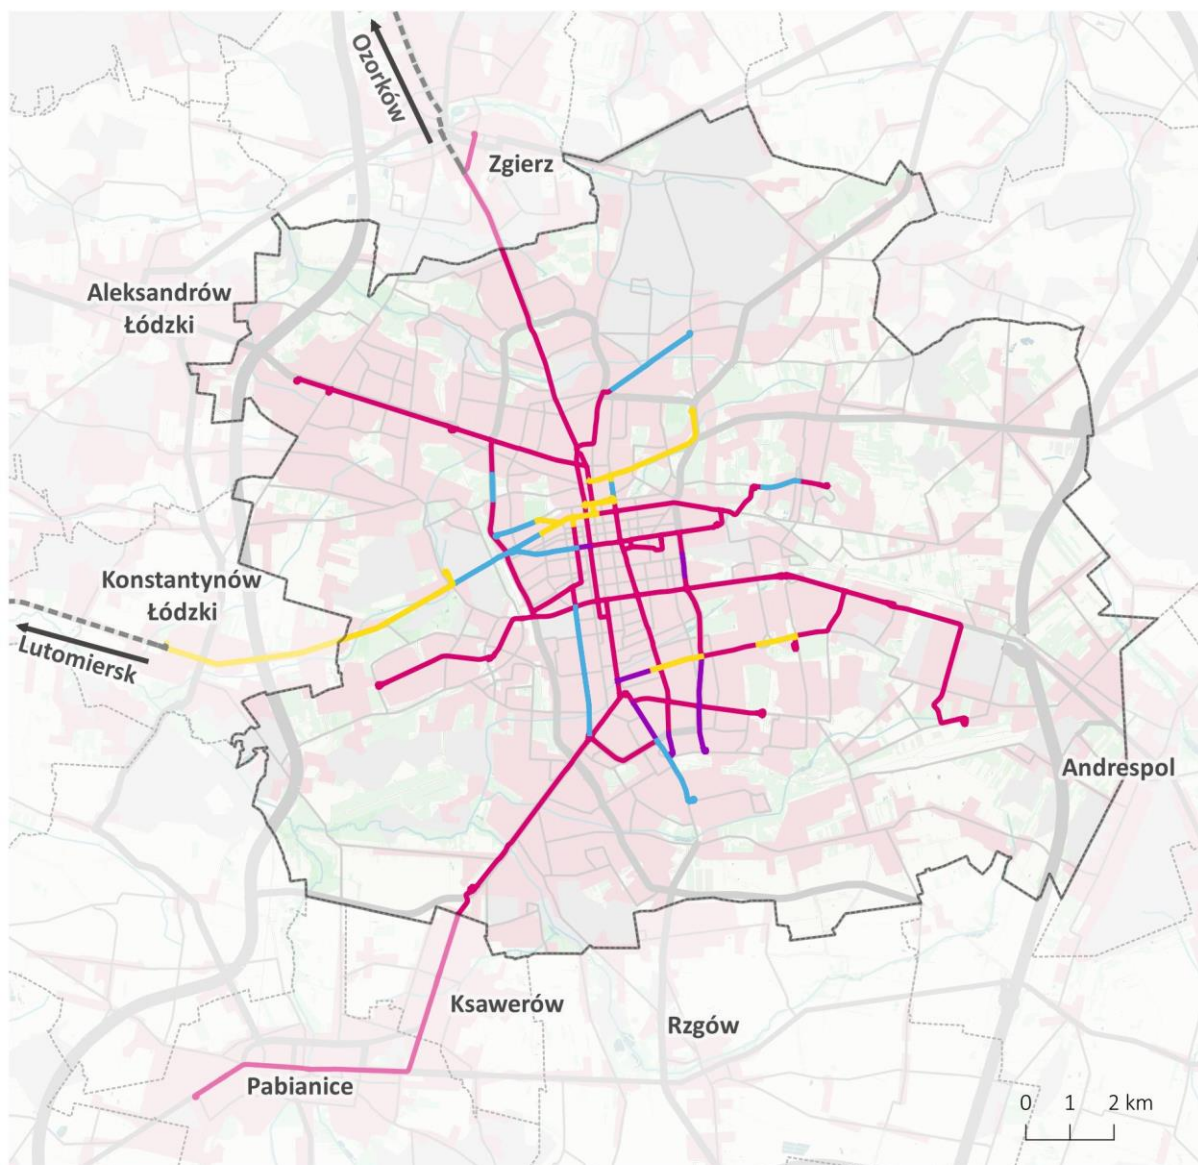 Ozorków
Zgierz
Aleksandrów
Łódzki
Konstantynów
Łódzki
Lutomiersk
Andrespol
Ksawerów
Rzgów
Pabianice
0 1 2 km